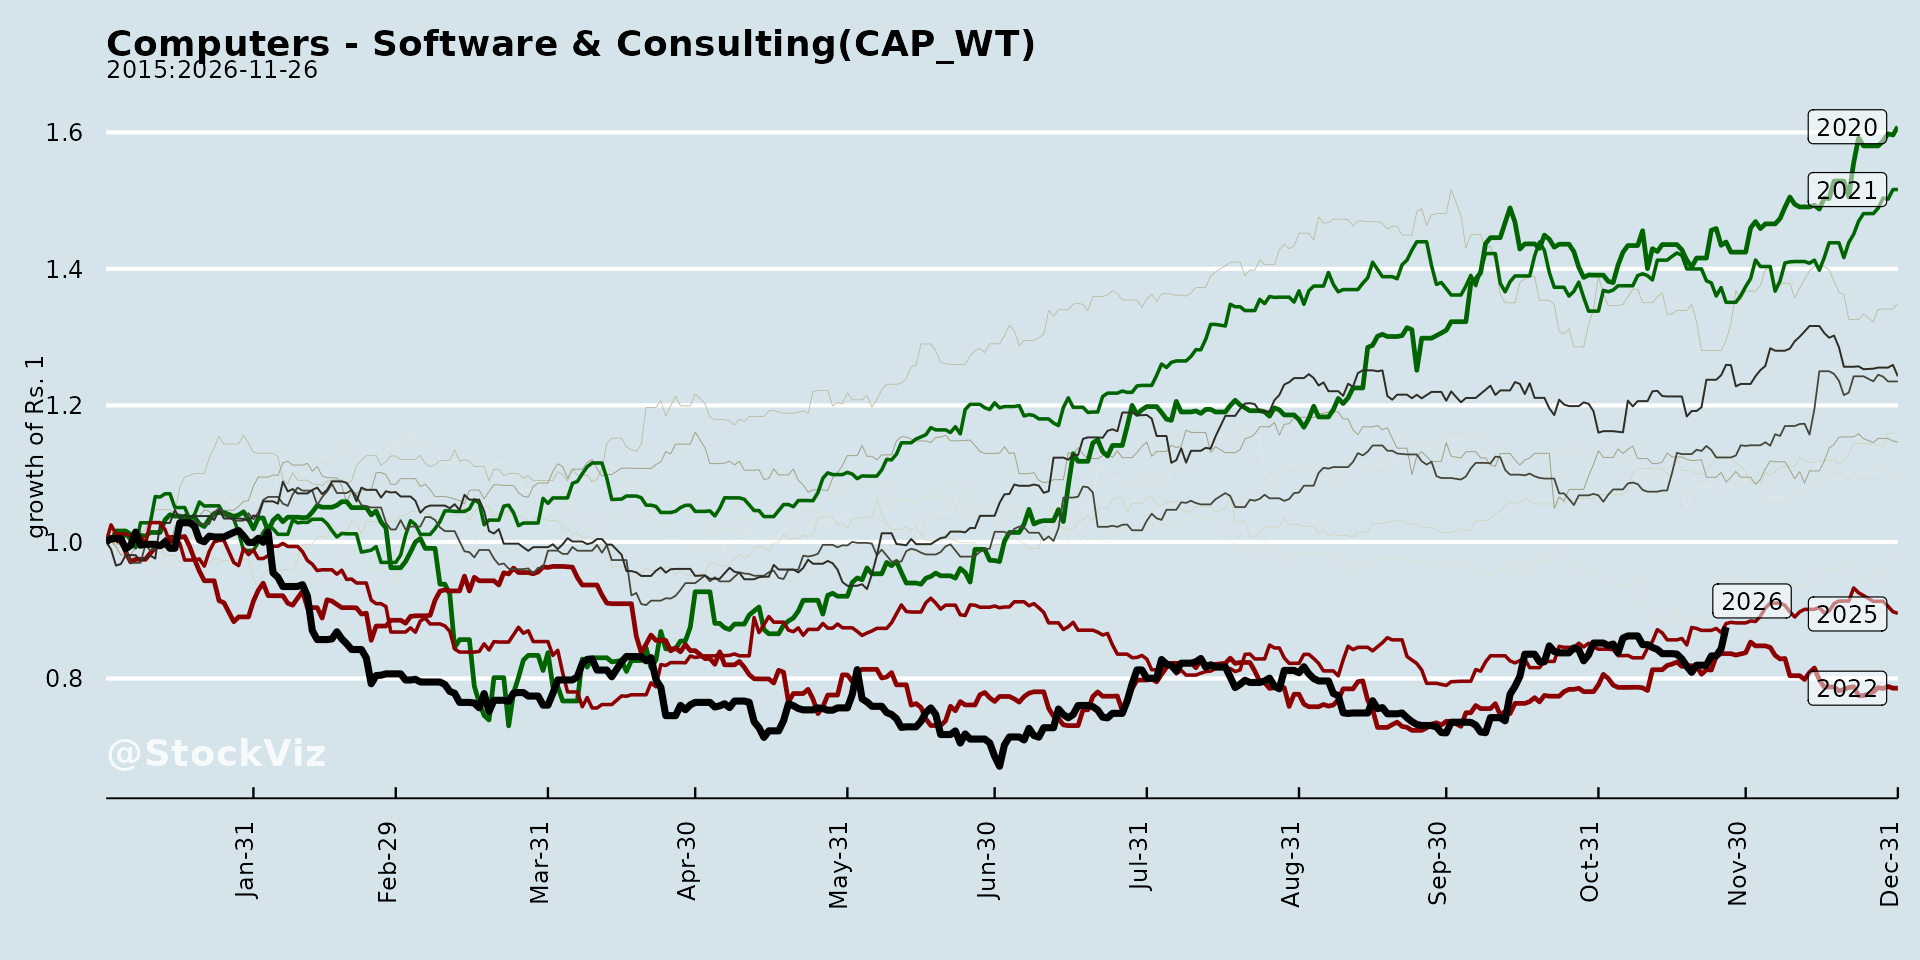 Computers - Software & Consulting(CAP_WT)
2015:2026-11-26
growth of Rs. 1
1.6
1.4
1.2
1.0
0.8
2020
2021
2026
2025
2022
@StockViz
Jan-31
Feb-29
Mar-31
Apr-30
May-31
Jun-30
Jul-31
Aug-31
Sep-30
Oct-31
Nov-30
Dec-31